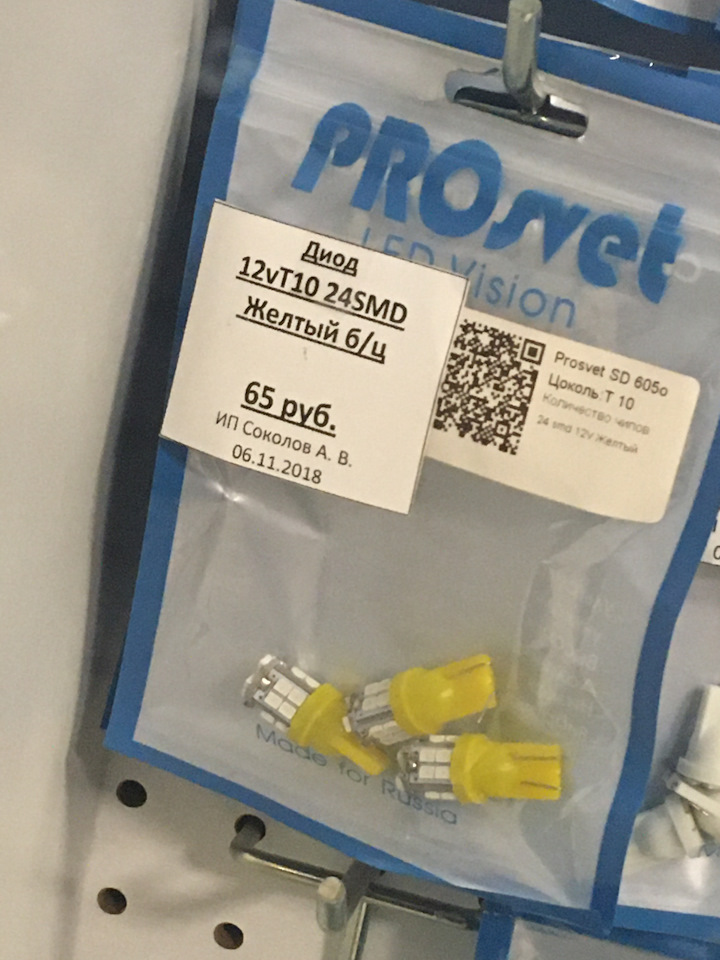 PROsvet
LED Vision
Диод
12vT10 24SMD
Желтый б/ц
65 руб.
ИП Соколов А. В.
06.11.2018
Prosvet SD 605o
Цоколь:T 10
Количество чипов
24 smd 12V Желтый
Made for Russia